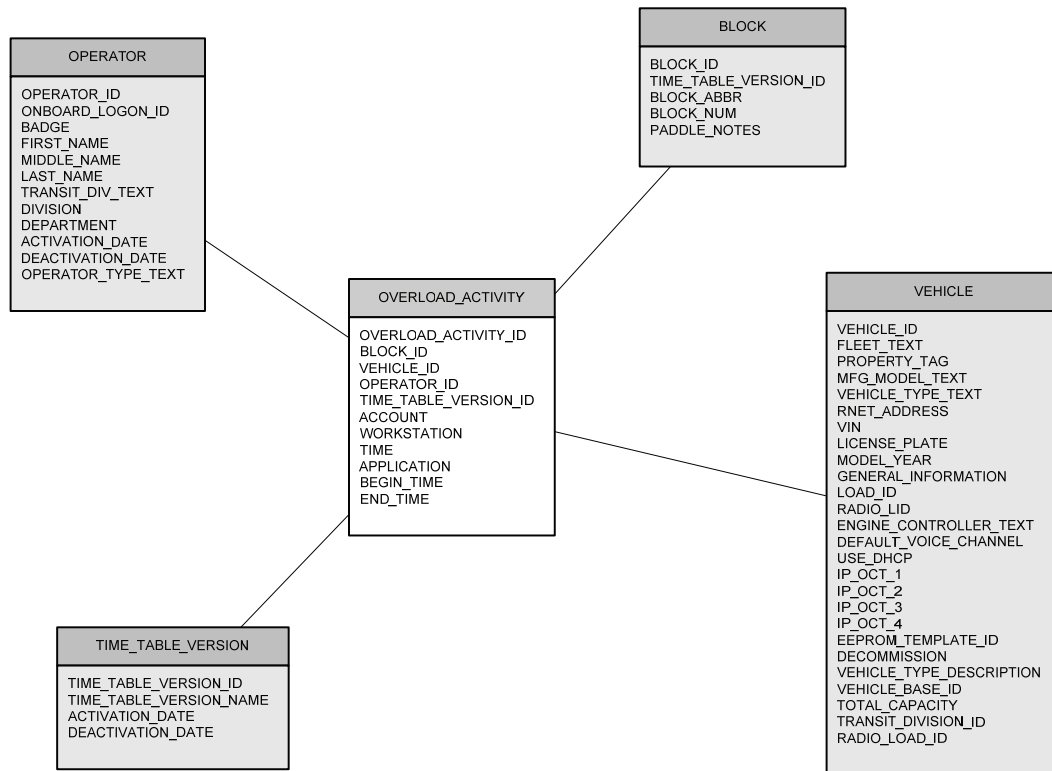 BLOCK
BLOCK_ID
TIME_TABLE_VERSION_ID
BLOCK_ABBR
BLOCK_NUM
PADDLE_NOTES
OPERATOR
OPERATOR_ID
ONBOARD_LOGON_ID
BADGE
FIRST_NAME
MIDDLE_NAME
LAST_NAME
TRANSIT_DIV_TEXT
DIVISION
DEPARTMENT
ACTIVATION_DATE
DEACTIVATION_DATE
OPERATOR_TYPE_TEXT
OVERLOAD_ACTIVITY
OVERLOAD_ACTIVITY_ID
BLOCK_ID
VEHICLE_ID
OPERATOR_ID
TIME_TABLE_VERSION_ID
ACCOUNT
WORKSTATION
TIME
APPLICATION
BEGIN_TIME
END_TIME
VEHICLE
VEHICLE_ID
FLEET_TEXT
PROPERTY_TAG
MFG_MODEL_TEXT
VEHICLE_TYPE_TEXT
RNET_ADDRESS
VIN
LICENSE_PLATE
MODEL_YEAR
GENERAL_INFORMATION
LOAD_ID
RADIO_LID
ENGINE_CONTROLLER_TEXT
DEFAULT_VOICE_CHANNEL
USE_DHCP
IP_OCT_1
IP_OCT_2
IP_OCT_3
IP_OCT_4
EEPROM_TEMPLATE_ID
DECOMMISSION
VEHICLE_TYPE_DESCRIPTION
VEHICLE_BASE_ID
TOTAL_CAPACITY
TRANSIT_DIVISION_ID
RADIO_LOAD_ID
TIME_TABLE_VERSION
TIME_TABLE_VERSION_ID
TIME_TABLE_VERSION_NAME
ACTIVATION_DATE
DEACTIVATION_DATE